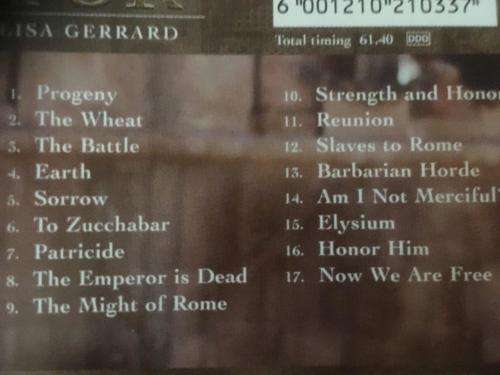 LISA GERRARD
6 "001210"210337"
Total timing 61.40 DDD
1. Progeny
2. The Wheat
3. The Battle
4. Earth
5. Sorrow
6. To Zucchabar
7. Patricide
8. The Emperor is Dead
9. The Might of Rome
10. Strength and Honor
11. Reunion
12. Slaves to Rome
13. Barbarian Horde
14. Am I Not Merciful
15. Elysium
16. Honor Him
17. Now We Are Free